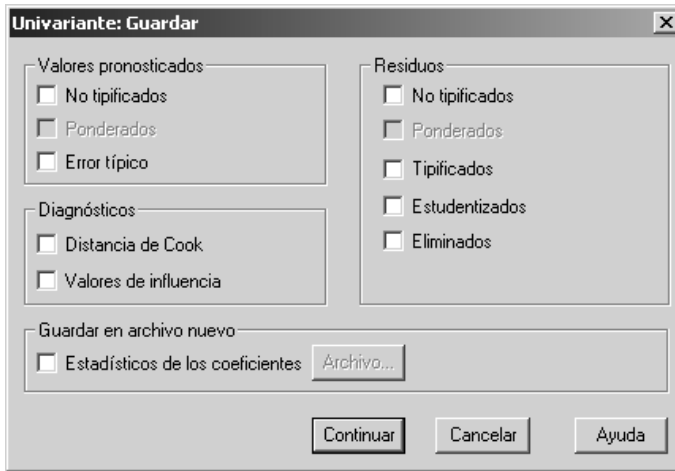 Univariante: Guardar
Valores pronosticados
No tipificados
Ponderados
Error típico
Diagnósticos
Distancia de Cook
Valores de influencia
Residuos
No tipificados
Ponderados
Tipificados
Estudentizados
Eliminados
Guardar en archivo nuevo
Estadísticos de los coeficientes
Archivo...
Continuar
Cancelar
Ayuda